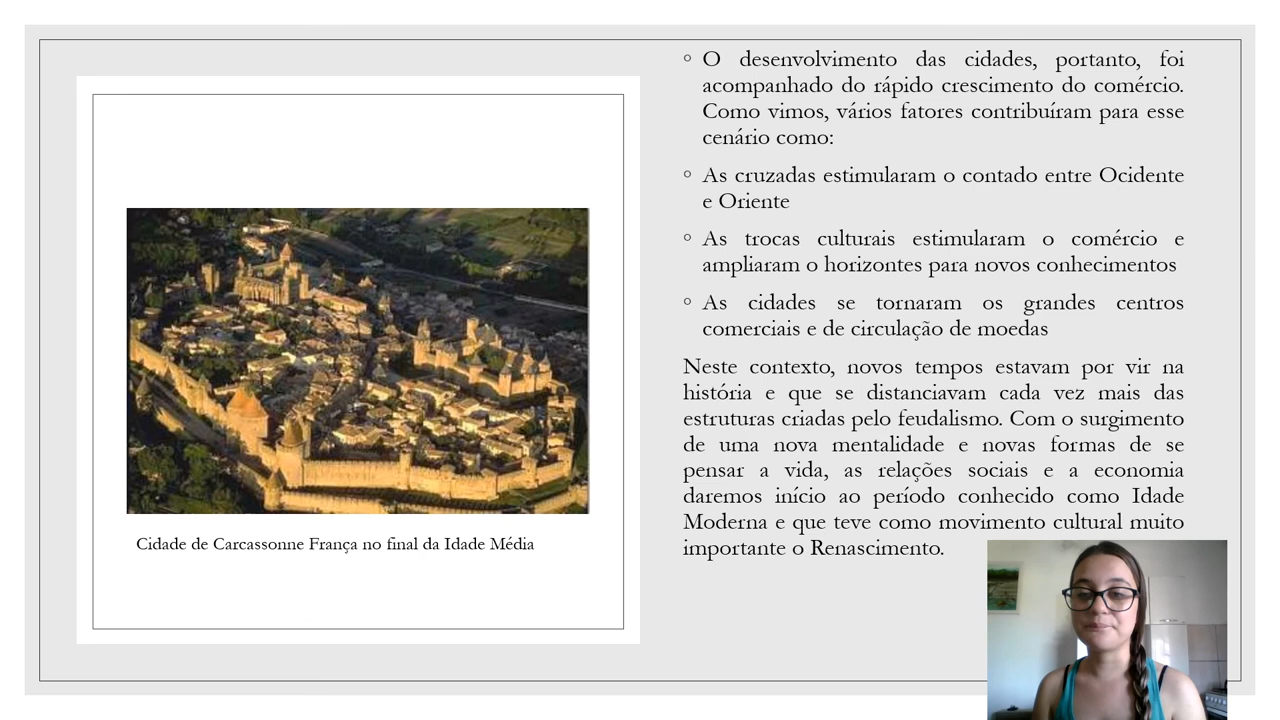 ◦ O desenvolvimento das cidades, portanto, foi
acompanhado do rápido crescimento do comércio.
Como vimos, vários fatores contribuíram para esse
cenário como:
◦ As cruzadas estimularam o contado entre Ocidente
e Oriente
◦ As trocas culturais estimularam o comércio e
ampliaram o horizontes para novos conhecimentos
◦ As cidades se tornaram os grandes centros
comerciais e de circulação de moedas
Neste contexto, novos tempos estavam por vir na
história e que se distanciavam cada vez mais das
estruturas criadas pelo feudalismo. Com o surgimento
de uma nova mentalidade e novas formas de se
pensar a vida, as relações sociais e a economia
daremos início ao período conhecido como Idade
Moderna e que teve como movimento cultural muito
importante o Renascimento.
Cidade de Carcassonne França no final da Idade Média